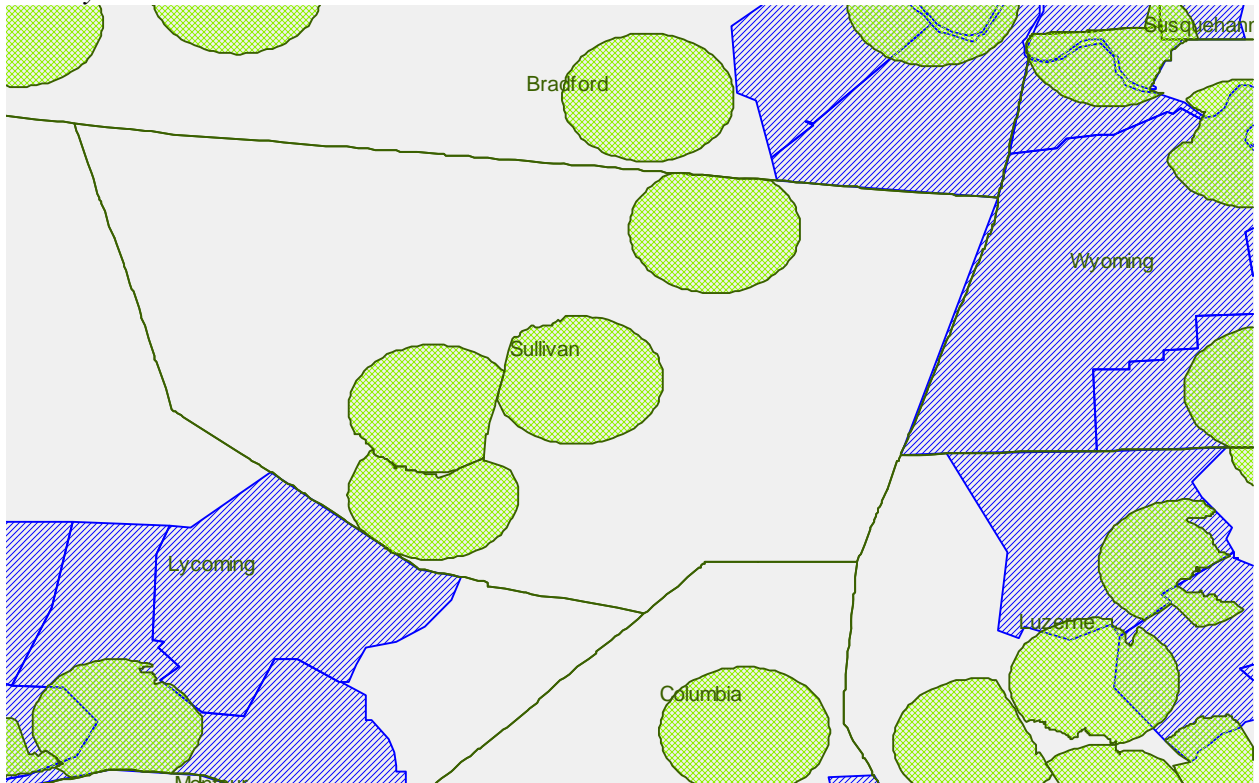 Susquehann
Bradford
Wyoming
Sullivan
Lycoming
Luzerne
Columbia